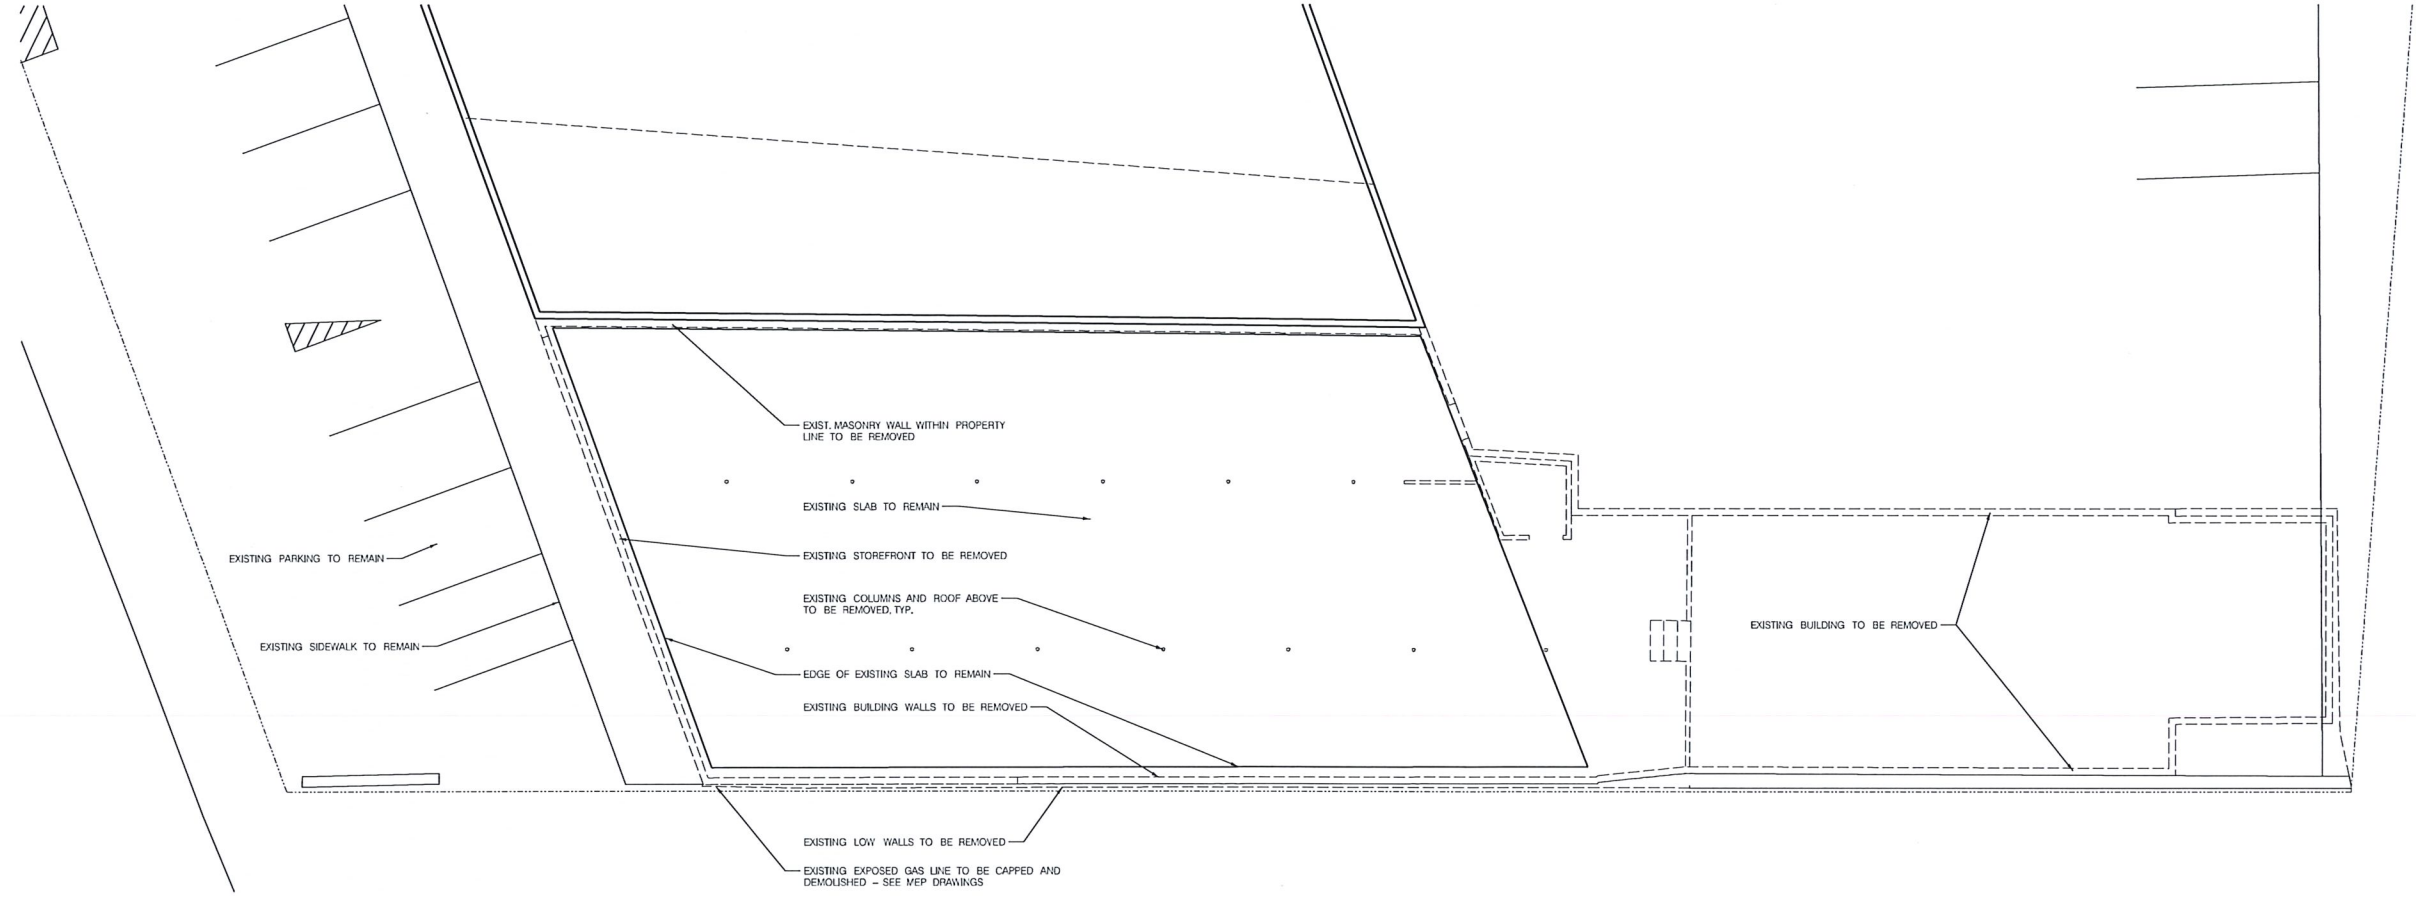 EXIST. MASONRY WALL WITHIN PROPERTY
LINE TO BE REMOVED
EXISTING SLAB TO REMAIN
EXISTING STOREFRONT TO BE REMOVED
EXISTING PARKING TO REMAIN
EXISTING COLUMNS AND ROOF ABOVE
TO BE REMOVED, TYP.
EXISTING BUILDING TO BE REMOVED
EXISTING SIDEWALK TO REMAIN
EDGE OF EXISTING SLAB TO REMAIN
EXISTING BUILDING WALLS TO BE REMOVED
EXISTING LOW WALLS TO BE REMOVED
EXISTING EXPOSED GAS LINE TO BE CAPPED AND
DEMOLISHED - SEE MEP DRAWINGS